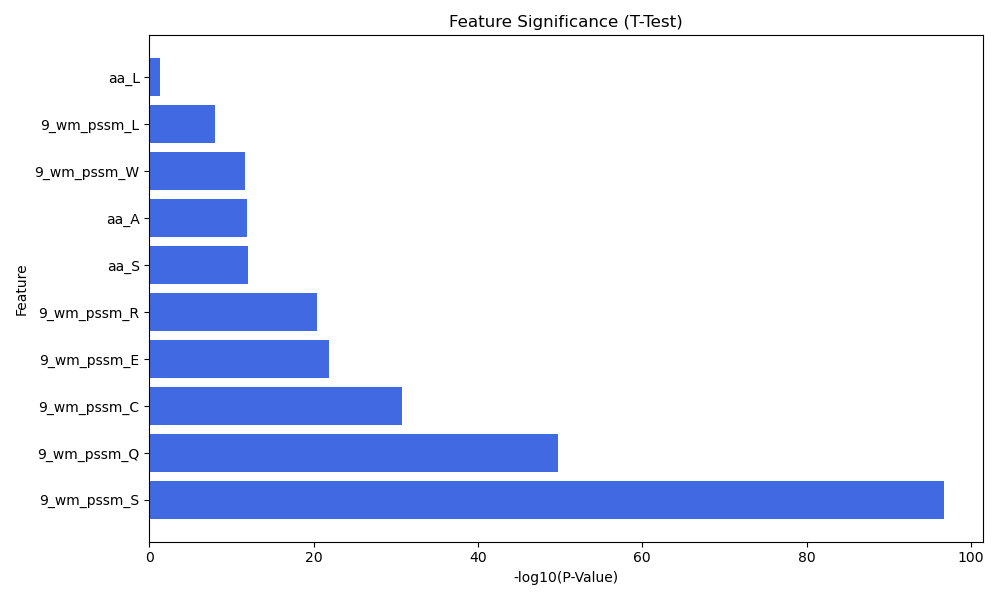 Feature Significance (T-Test)
Feature
aa_L
9_wm_pssm_L
9_wm_pssm_W
aa_A
aa_S
9_wm_pssm_R
9_wm_pssm_E
9_wm_pssm_C
9_wm_pssm_Q
9_wm_pssm_S
0 20 40 60 80 100
-log10(P-Value)